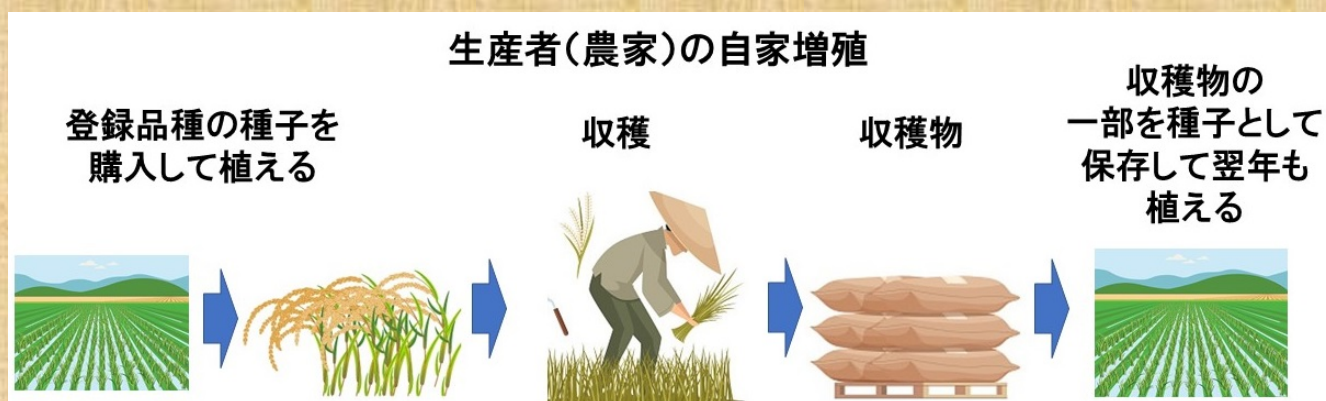 生産者(農家)の自家増殖
登録品種の種子を
購入して植える
収穫
収穫物
収穫物の
一部を種子として
保存して翌年も
植える